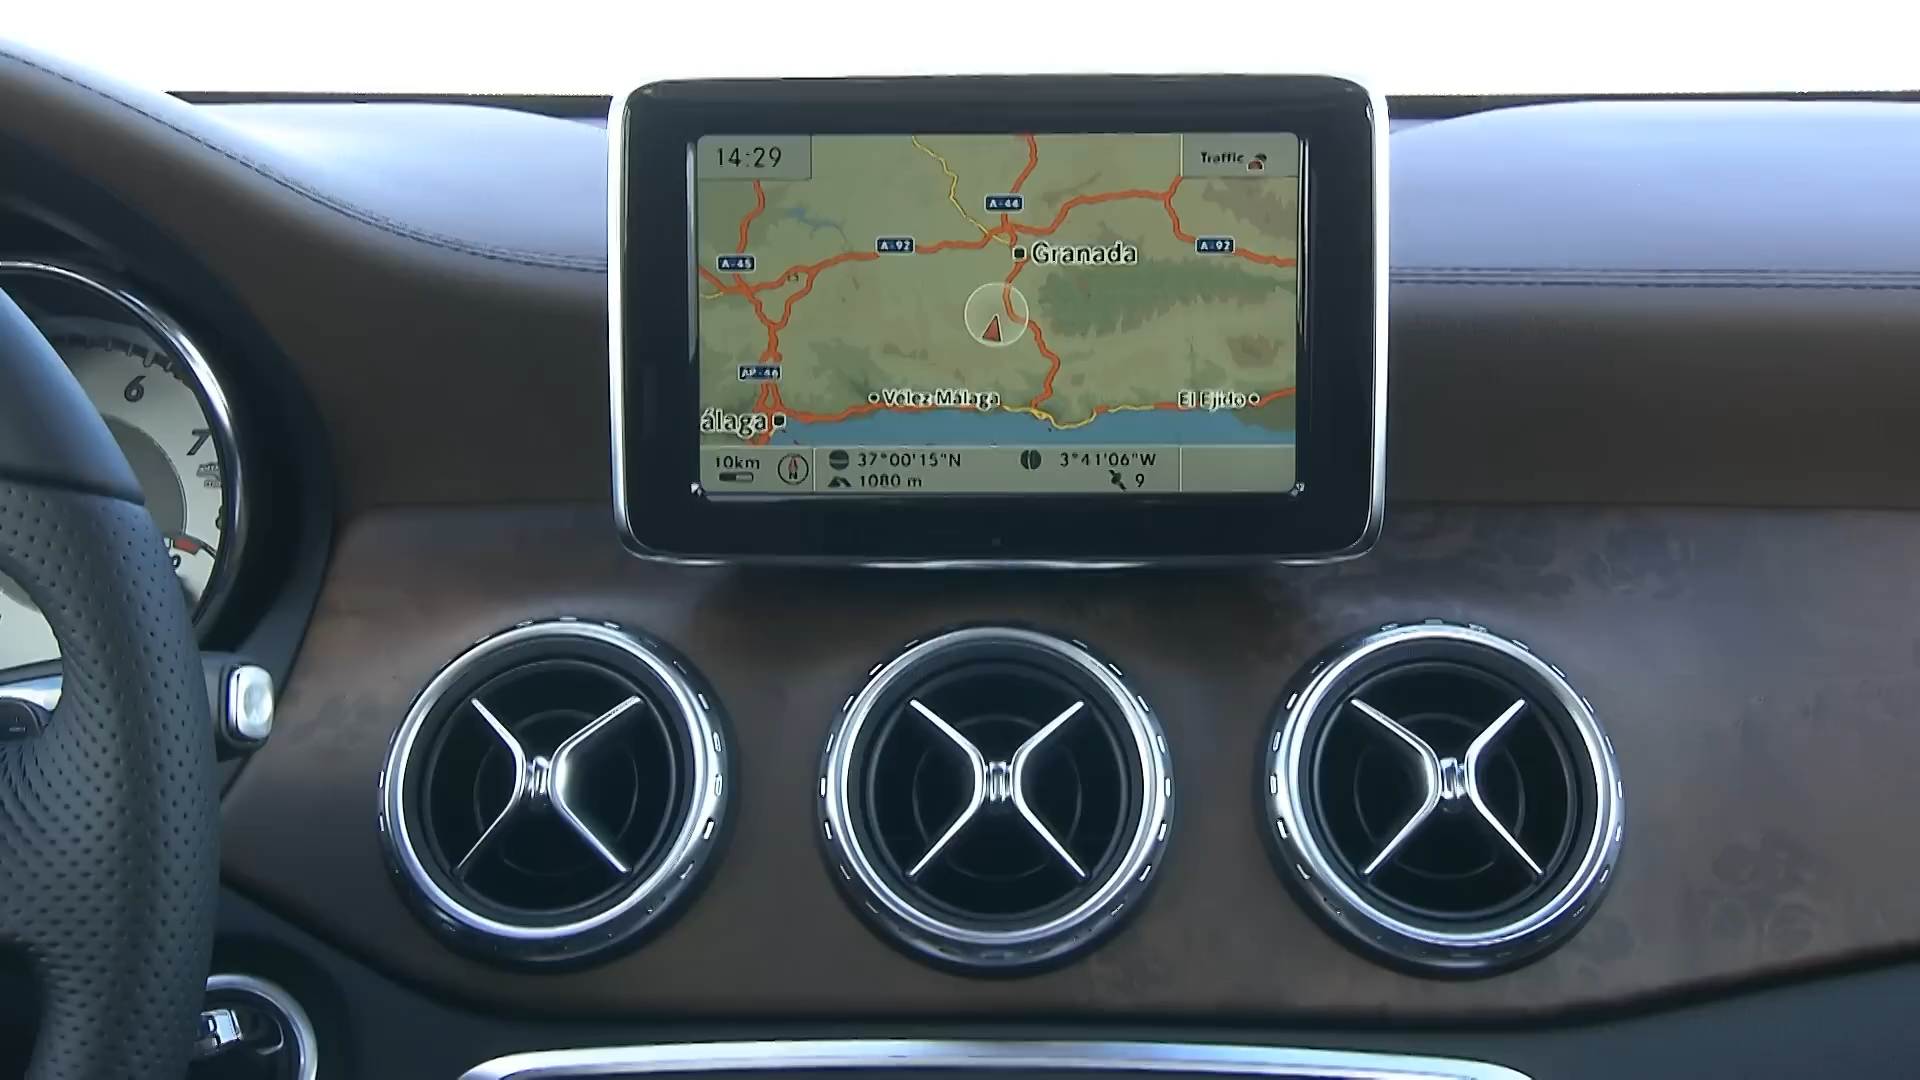 14:29
Traffic
A-44
A-92
A-92
Granada
A-45
AP-46
Vélez Málaga
El Ejido
álaga
10km
N
37°00'15"N
3°41'06"W
1080 m
9
6
7
8